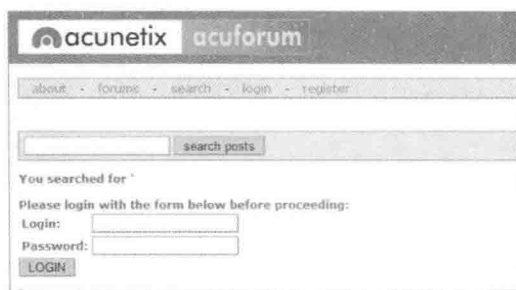 acunetix acuforum
about - forums - search - login - register
search posts
You searched for '
Please login with the form below before proceeding:
Login:
Password:
LOGIN